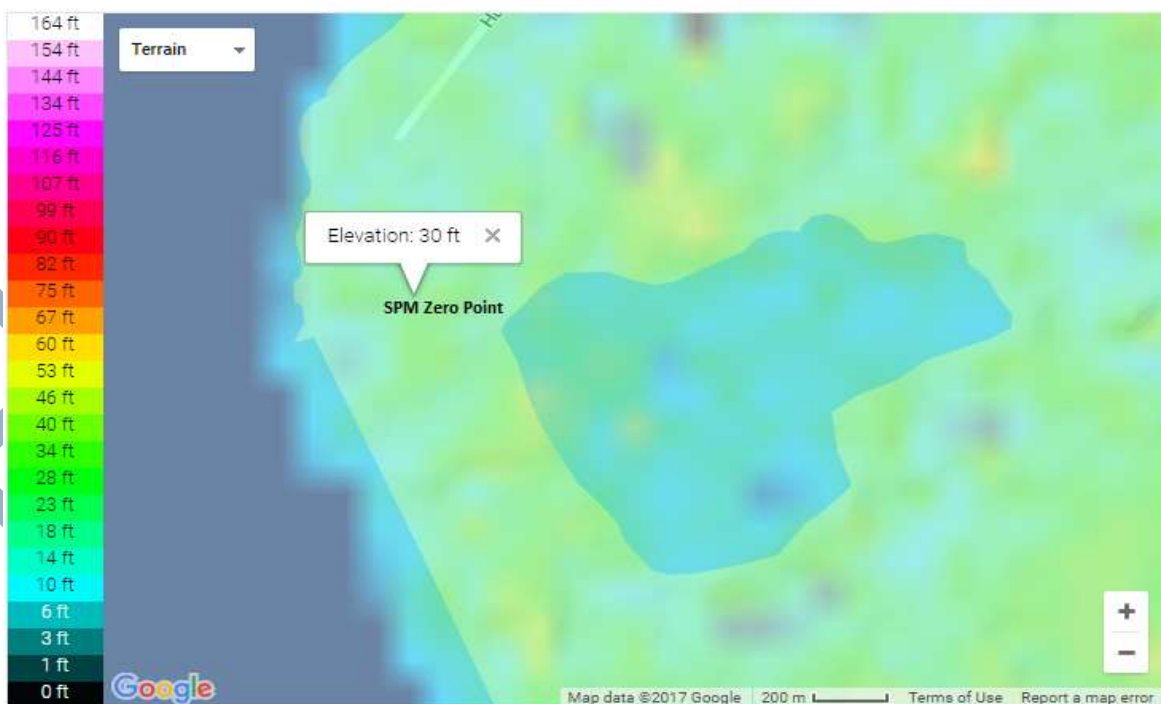 164 ft
154 ft
144 ft
134 ft
125 ft
116 ft
107 ft
99 ft
90 ft
82 ft
75 ft
67 ft
60 ft
53 ft
46 ft
40 ft
34 ft
28 ft
23 ft
18 ft
14 ft
10 ft
6 ft
3 ft
1 ft
0 ft
Terrain
Elevation: 30 ft ×
SPM Zero Point
+
−
Google
Map data ©2017 Google 200 m Terms of Use Report a map error